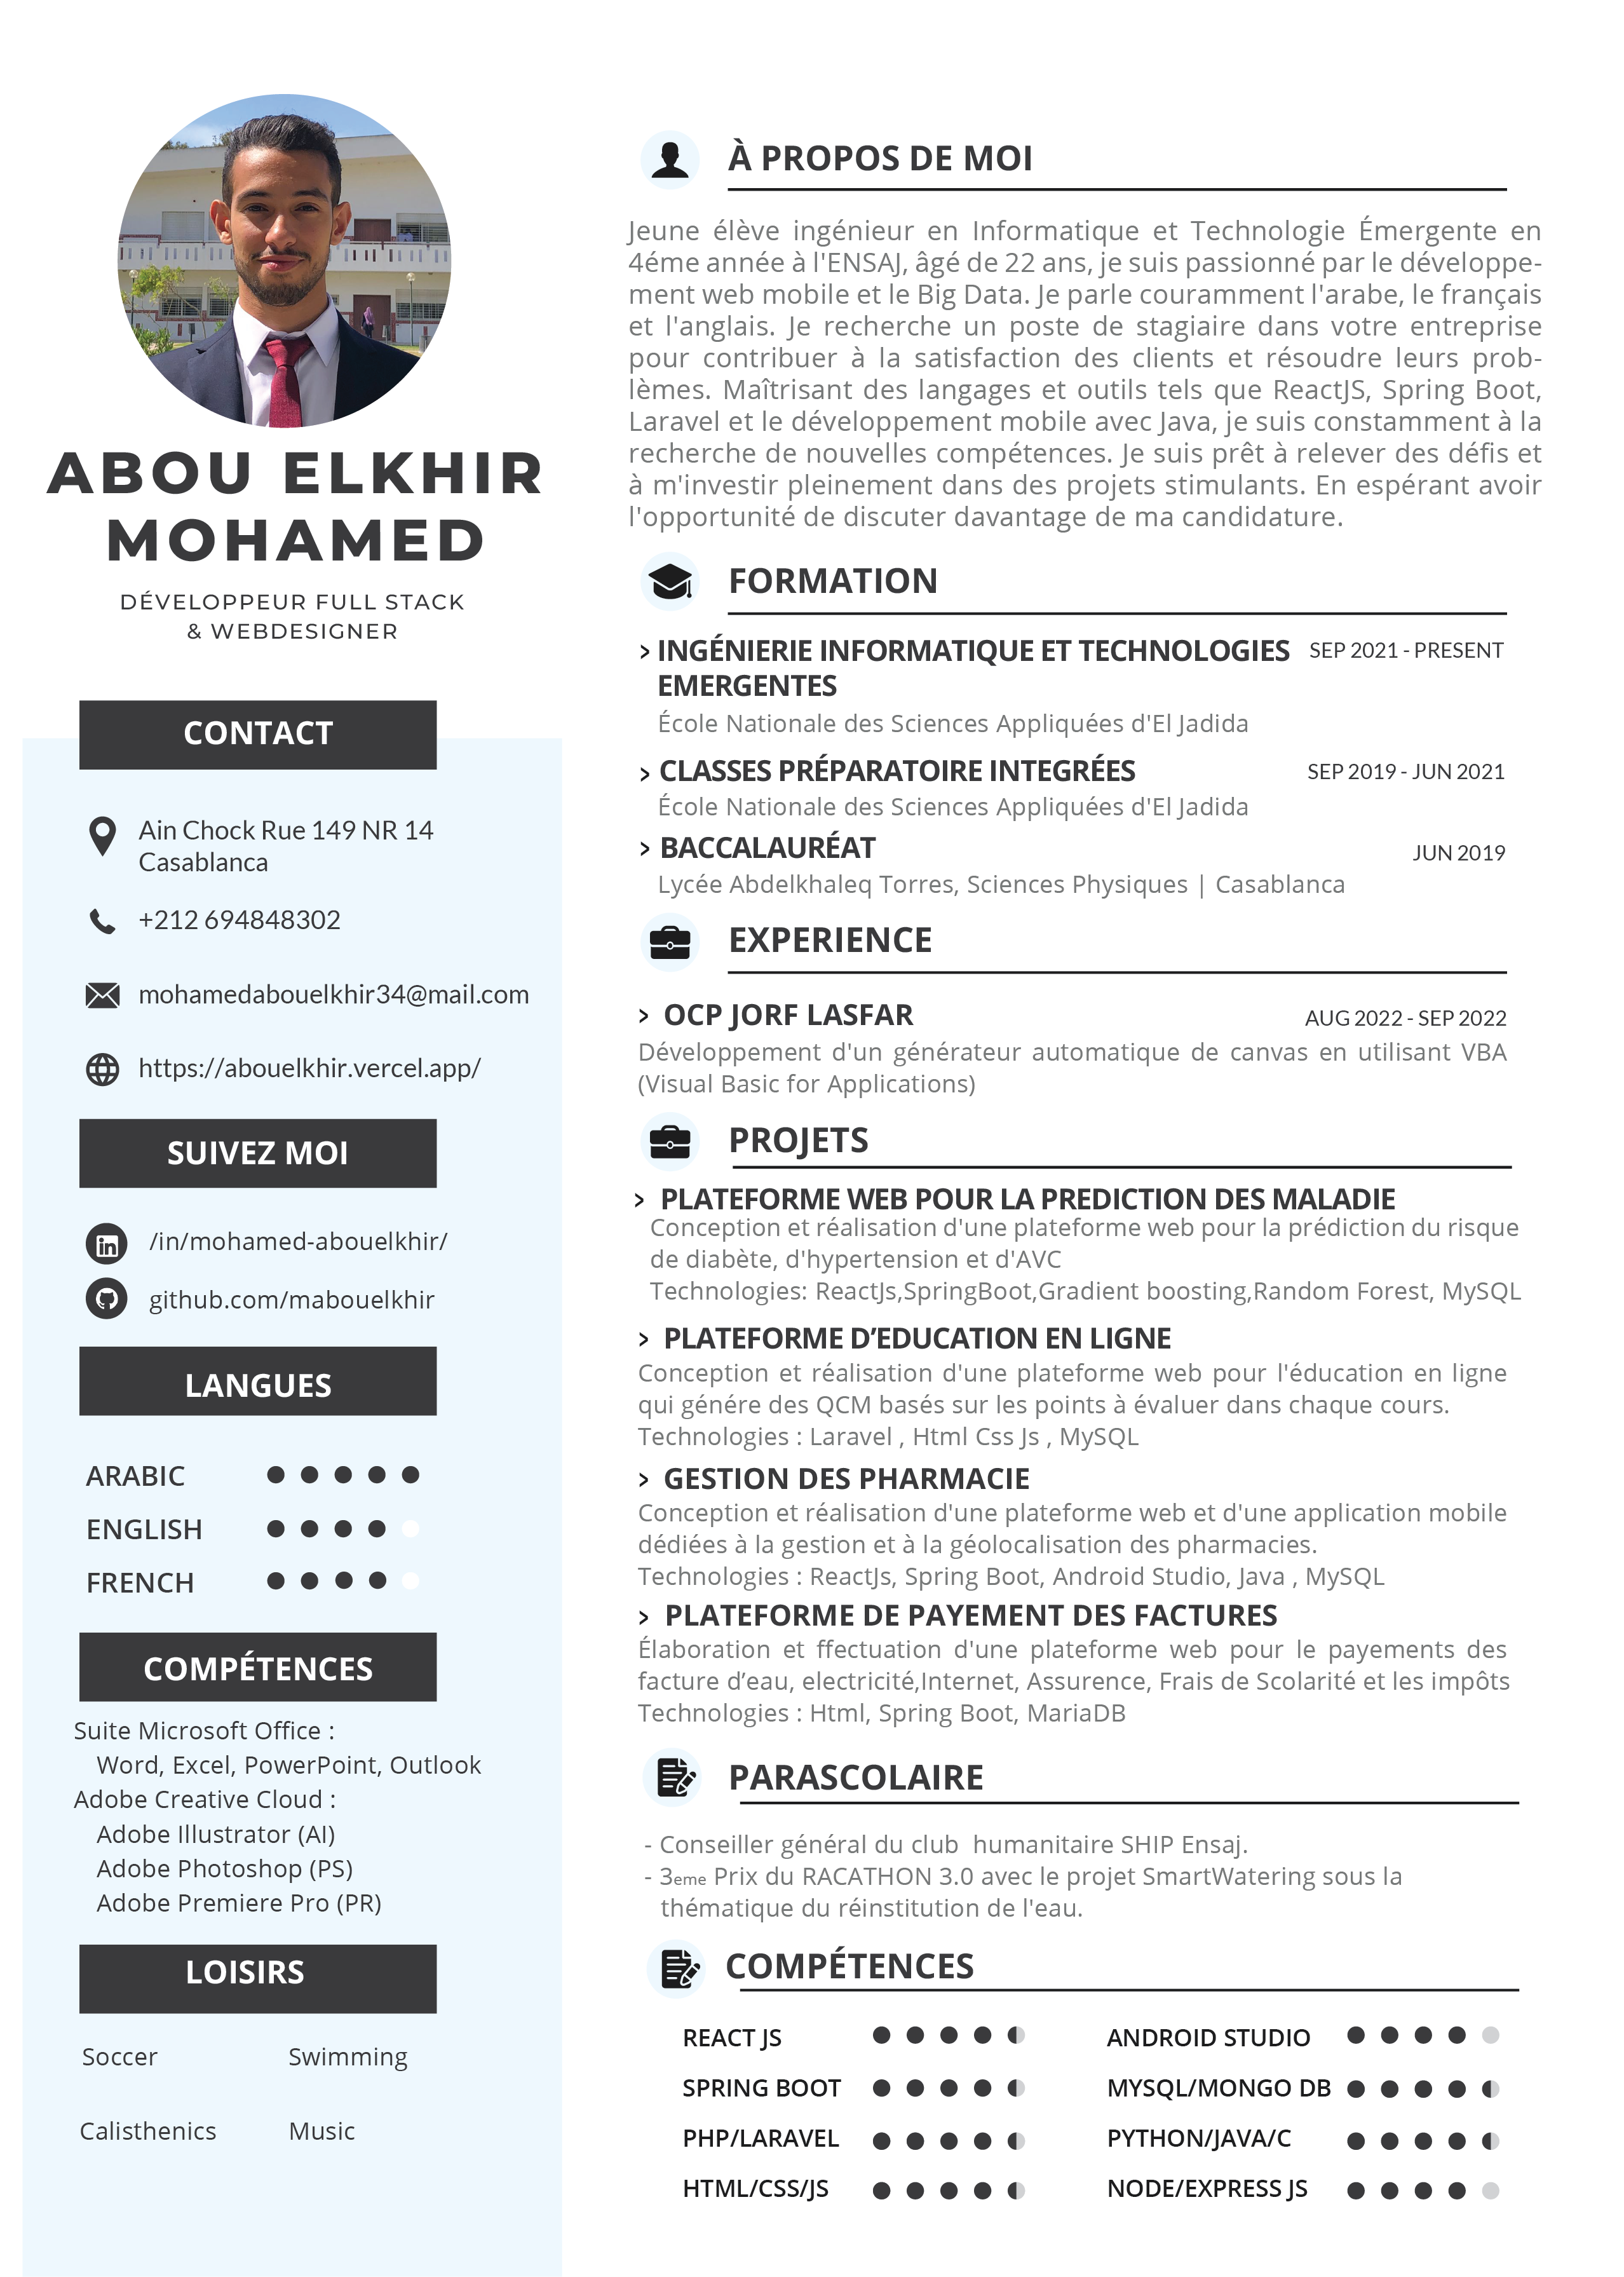 ABOU ELKHIR
MOHAMED
DÉVELOPPEUR FULL STACK
& WEBDESIGNER
CONTACT
Ain Chock Rue 149 NR 14
Casablanca
+212 694848302
mohamedabouelkhir34@mail.com
https://abouelkhir.vercel.app/
SUIVEZ MOI
/in/mohamed-abouelkhir/
github.com/mabouelkhir
LANGUES
ARABIC
ENGLISH
FRENCH
COMPÉTENCES
Suite Microsoft Office :
Word, Excel, PowerPoint, Outlook
Adobe Creative Cloud :
Adobe Illustrator (AI)
Adobe Photoshop (PS)
Adobe Premiere Pro (PR)
LOISIRS
Soccer Swimming
Calisthenics Music
À PROPOS DE MOI
Jeune élève ingénieur en Informatique et Technologie Émergente en
4éme année à l'ENSAJ, âgé de 22 ans, je suis passionné par le développe-
ment web mobile et le Big Data. Je parle couramment l'arabe, le français
et l'anglais. Je recherche un poste de stagiaire dans votre entreprise
pour contribuer à la satisfaction des clients et résoudre leurs prob-
lèmes. Maîtrisant des langages et outils tels que ReactJS, Spring Boot,
Laravel et le développement mobile avec Java, je suis constamment à la
recherche de nouvelles compétences. Je suis prêt à relever des défis et
à m'investir pleinement dans des projets stimulants. En espérant avoir
l'opportunité de discuter davantage de ma candidature.
FORMATION
› INGÉNIERIE INFORMATIQUE ET TECHNOLOGIES SEP 2021 - PRESENT
EMERGENTES
École Nationale des Sciences Appliquées d'El Jadida
› CLASSES PRÉPARATOIRE INTEGRÉES SEP 2019 - JUN 2021
École Nationale des Sciences Appliquées d'El Jadida
› BACCALAURÉAT JUN 2019
Lycée Abdelkhaleq Torres, Sciences Physiques | Casablanca
EXPERIENCE
› OCP JORF LASFAR AUG 2022 - SEP 2022
Développement d'un générateur automatique de canvas en utilisant VBA
(Visual Basic for Applications)
PROJETS
› PLATEFORME WEB POUR LA PREDICTION DES MALADIE
Conception et réalisation d'une plateforme web pour la prédiction du risque
de diabète, d'hypertension et d'AVC
Technologies: ReactJs,SpringBoot,Gradient boosting,Random Forest, MySQL
› PLATEFORME D’EDUCATION EN LIGNE
Conception et réalisation d'une plateforme web pour l'éducation en ligne
qui génére des QCM basés sur les points à évaluer dans chaque cours.
Technologies : Laravel , Html Css Js , MySQL
› GESTION DES PHARMACIE
Conception et réalisation d'une plateforme web et d'une application mobile
dédiées à la gestion et à la géolocalisation des pharmacies.
Technologies : ReactJs, Spring Boot, Android Studio, Java , MySQL
› PLATEFORME DE PAYEMENT DES FACTURES
Élaboration et ffectuation d'une plateforme web pour le payements des
facture d’eau, electricité,Internet, Assurence, Frais de Scolarité et les impôts
Technologies : Html, Spring Boot, MariaDB
PARASCOLAIRE
- Conseiller général du club humanitaire SHIP Ensaj.
- 3eme Prix du RACATHON 3.0 avec le projet SmartWatering sous la
thématique du réinstitution de l'eau.
COMPÉTENCES
REACT JS ANDROID STUDIO
SPRING BOOT MYSQL/MONGO DB
PHP/LARAVEL PYTHON/JAVA/C
HTML/CSS/JS NODE/EXPRESS JS